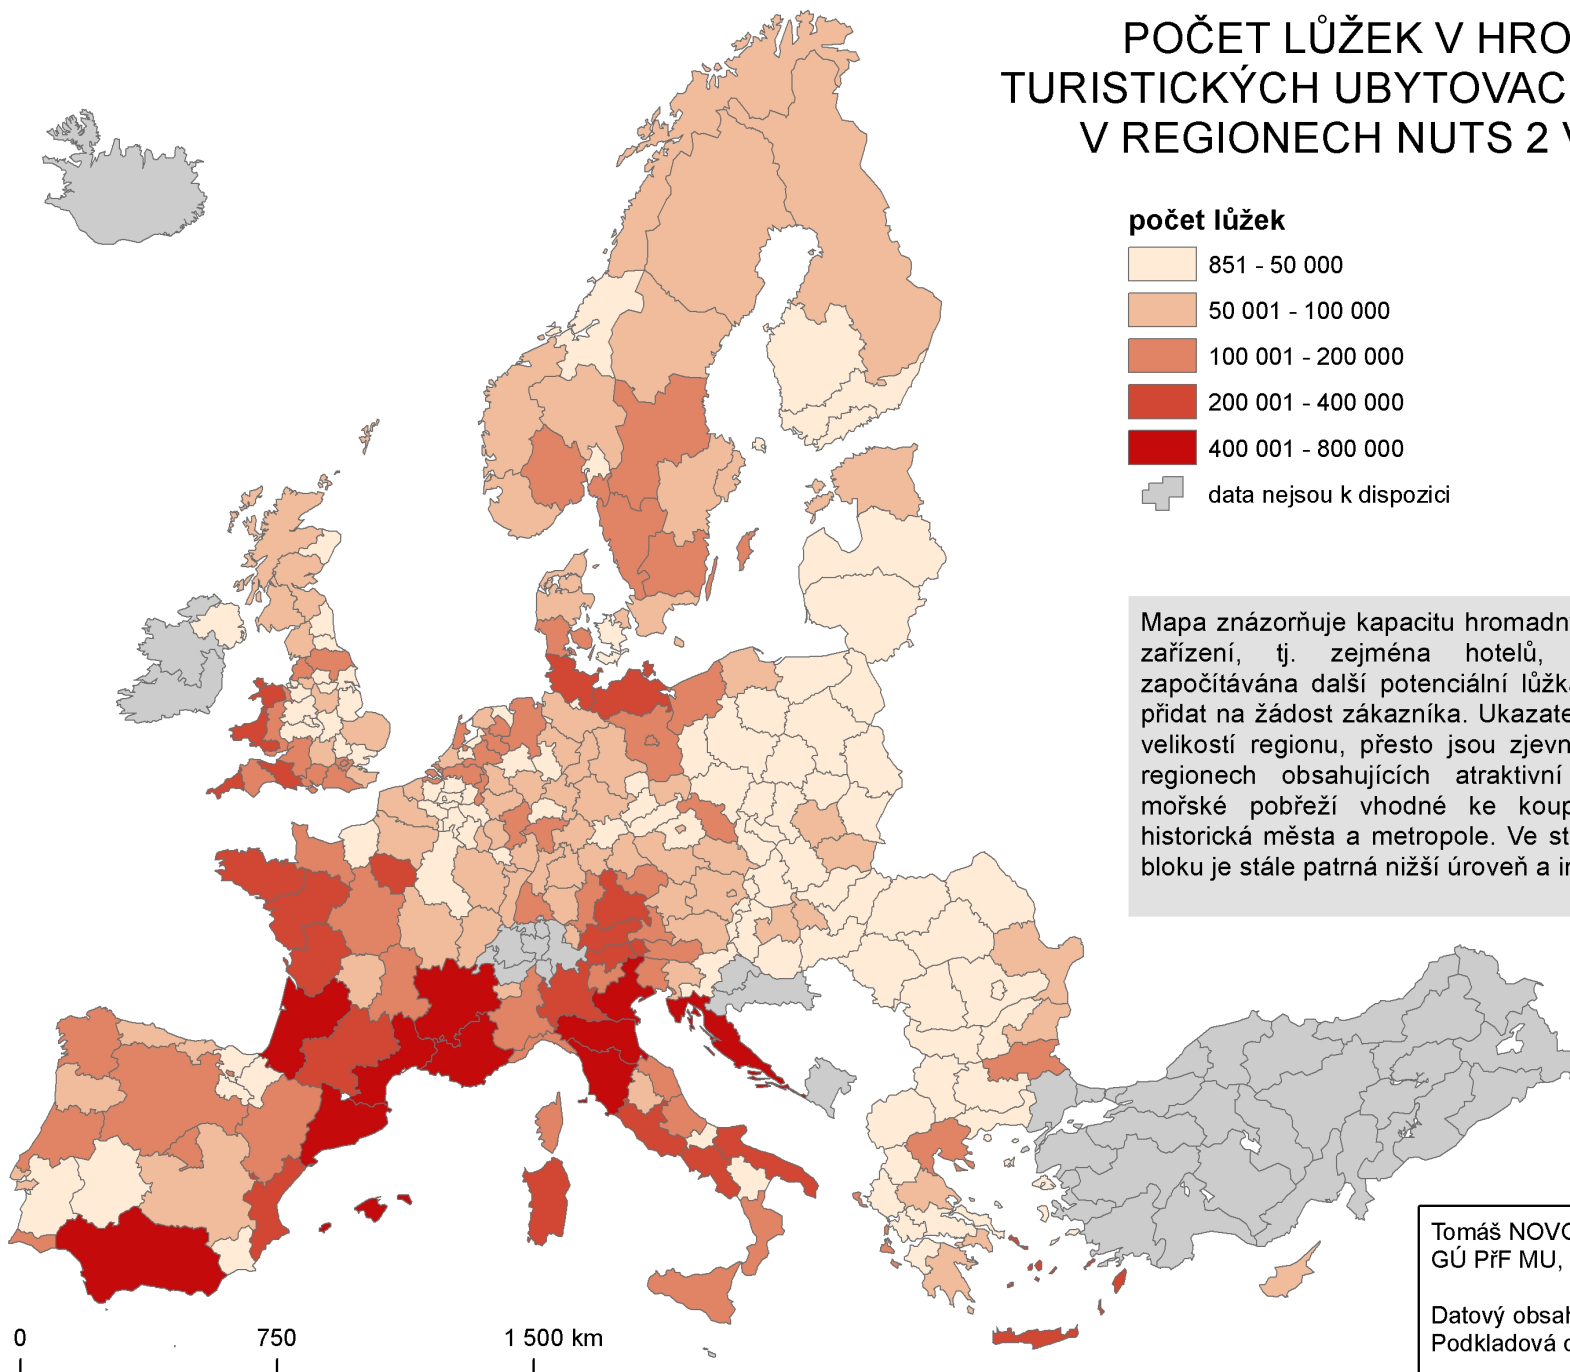 POČET LŮŽEK V HRO
TURISTICKÝCH UBYTOVAC
V REGIONECH NUTS 2 V
počet lůžek
851 - 50 000
50 001 - 100 000
100 001 - 200 000
200 001 - 400 000
400 001 - 800 000
data nejsou k dispozici
Mapa znázorňuje kapacitu hromadn
zařízení, tj. zejména hotelů,
započítávána další potenciální lůžka
přidat na žádost zákazníka. Ukazate
velikostí regionu, přesto jsou zjevn
regionech obsahujících atraktivní
mořské pobřeží vhodné ke koup
historická města a metropole. Ve st
bloku je stále patrná nižší úroveň a i
Tomáš NOVO
GÚ PřF MU,
Datový obsah
Podkladová
0 750 1 500 km